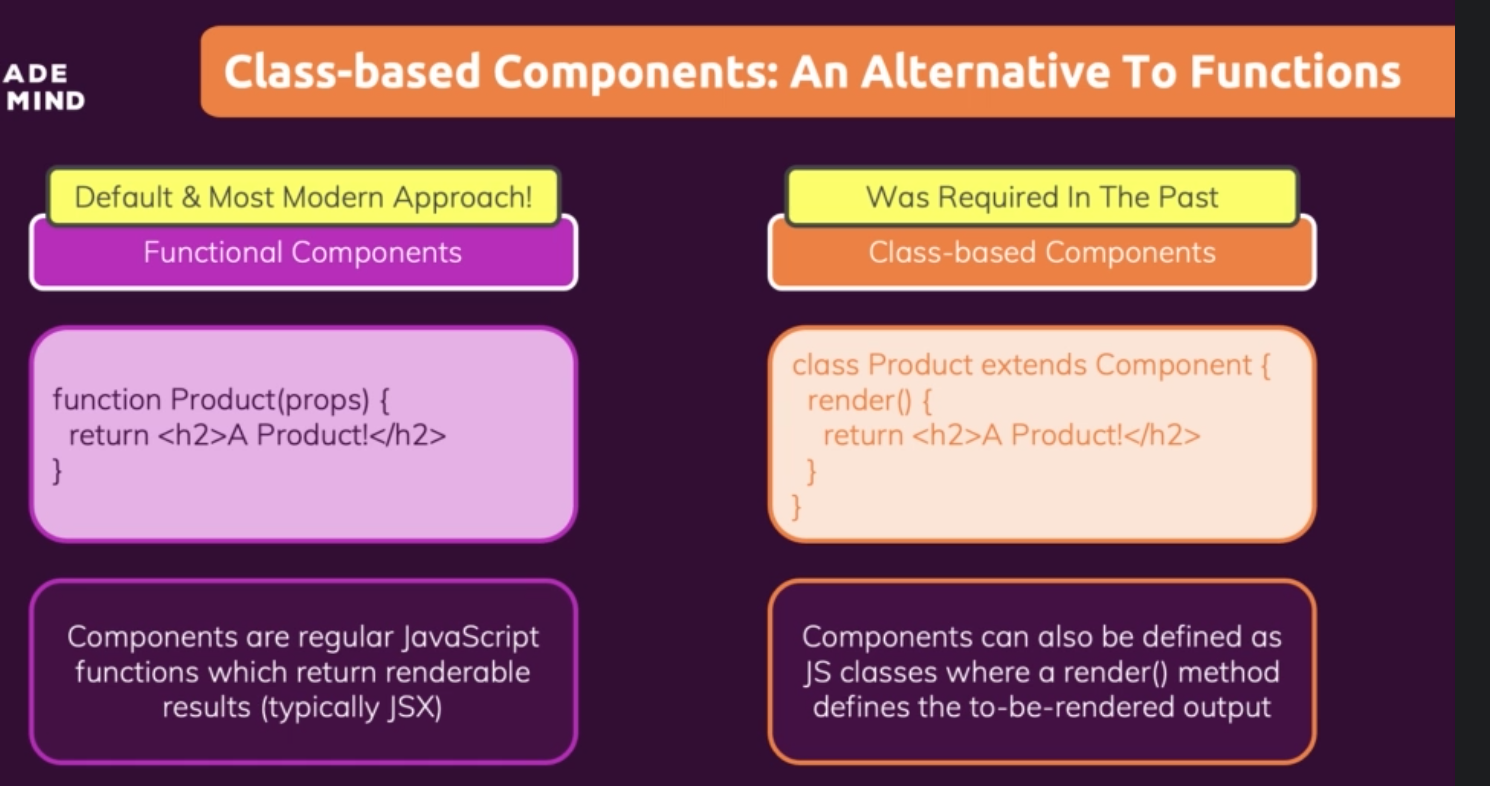 ADE
MIND
Class-based Components: An Alternative To Functions
Default & Most Modern Approach!
Functional Components
function Product(props) {
return <h2>A Product!</h2>
}
Components are regular JavaScript
functions which return renderable
results (typically JSX)
Was Required In The Past
Class-based Components
class Product extends Component {
render() {
return <h2>A Product!</h2>
}
}
Components can also be defined as
JS classes where a render() method
defines the to-be-rendered output